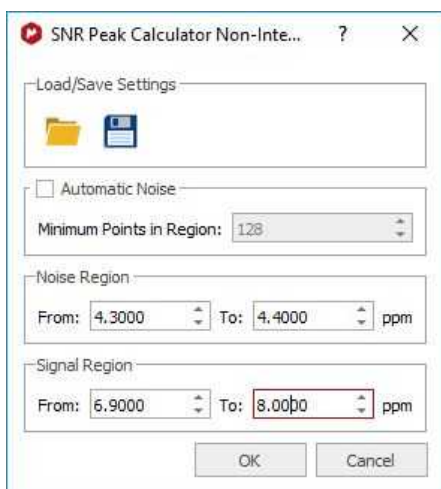 SNR Peak Calculator Non-Inte... ? X
Load/Save Settings
Automatic Noise
Minimum Points in Region: 128
Noise Region
From: 4.3000 To: 4.4000 ppm
Signal Region
From: 6.9000 To: 8.0000 ppm
OK Cancel